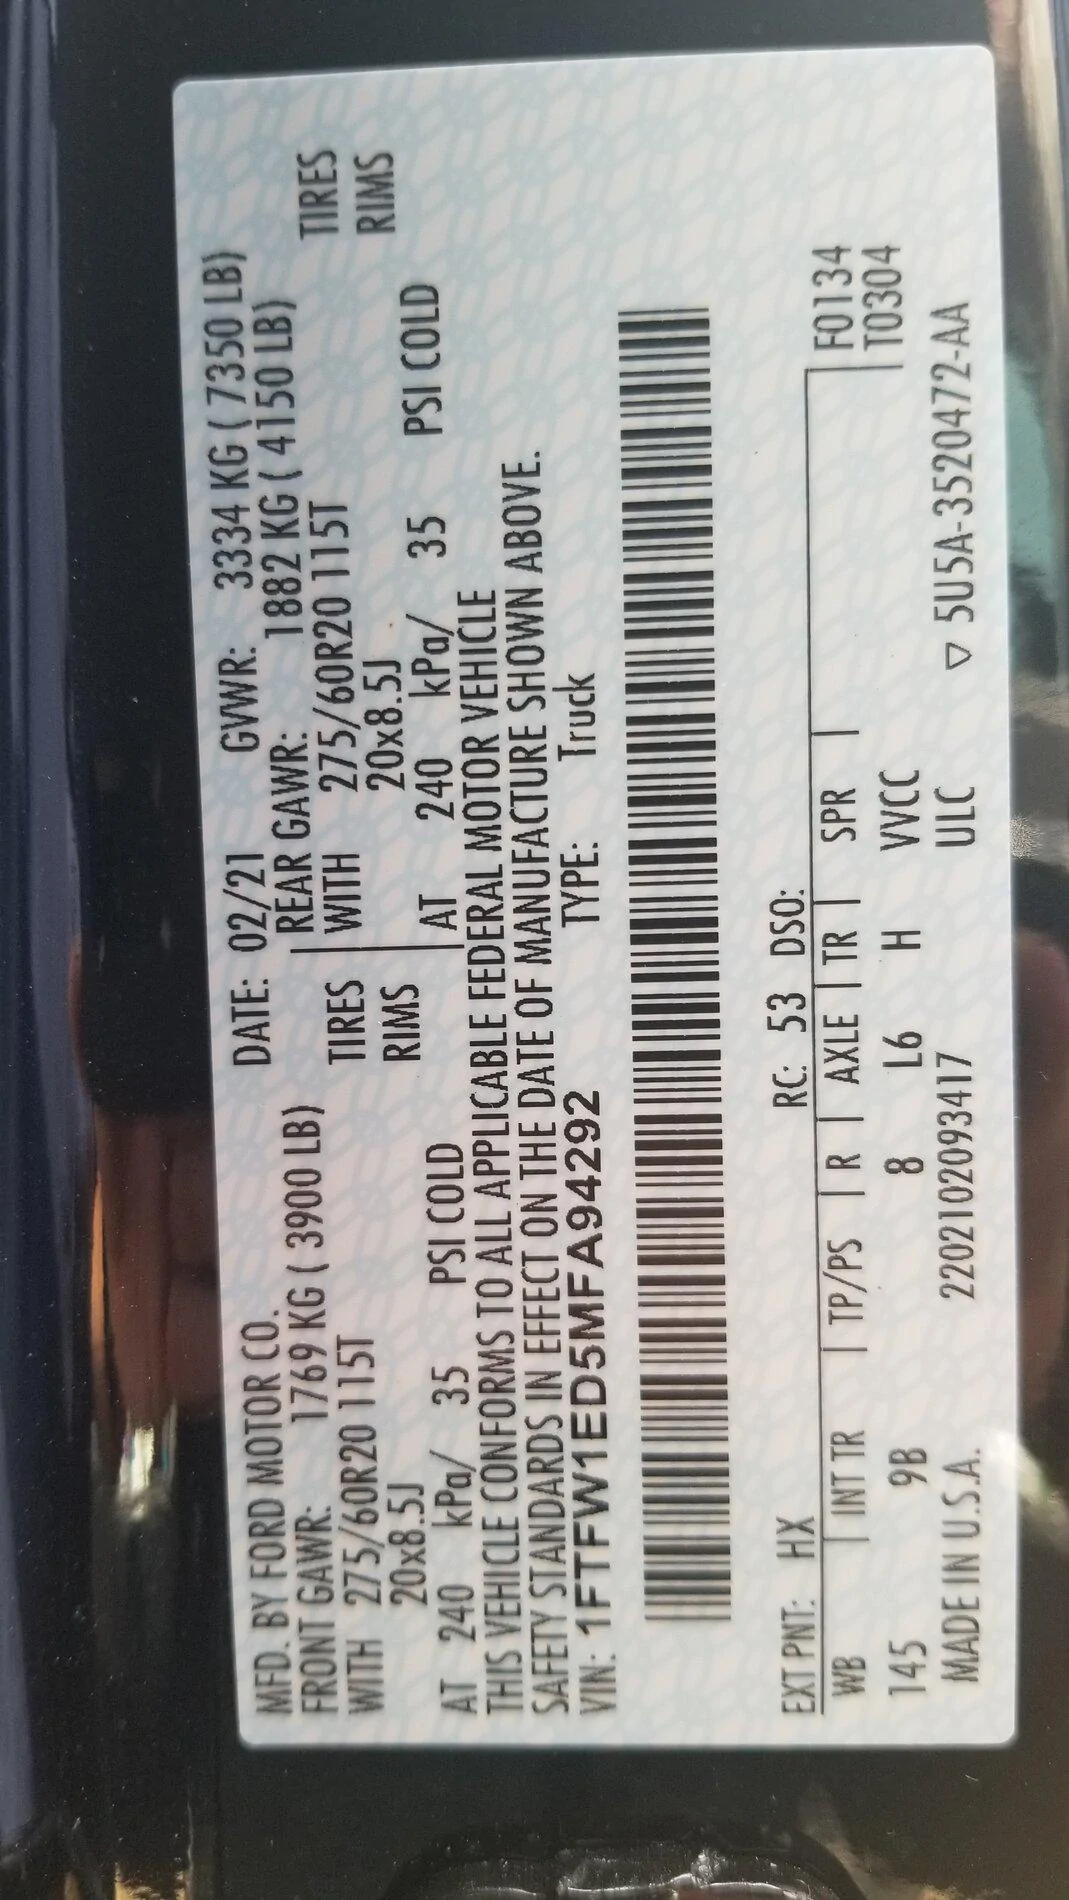 MFD. BY FORD MOTOR CO. DATE: 02/21 GVWR: 3334 KG ( 7350 LB)
FRONT GAWR: 1769 KG ( 3900 LB) REAR GAWR: 1882 KG ( 4150 LB)
WITH 275/60R20 115T TIRES WITH 275/60R20 115T TIRES
20x8.5J RIMS 20x8.5J RIMS
AT 240 kPa/ 35 PSI COLD AT 240 kPa/ 35 PSI COLD
THIS VEHICLE CONFORMS TO ALL APPLICABLE FEDERAL MOTOR VEHICLE
SAFETY STANDARDS IN EFFECT ON THE DATE OF MANUFACTURE SHOWN ABOVE.
VIN: 1FTFW1ED5MFA94292 TYPE: Truck
EXT PNT: HX RC: 53 DSO:
WB INT TR TP/PS R AXLE TR SPR F0134
145 9B 8 L6 H VVCC T0304
MADE IN U.S.A. 220210209341​7 ULC ▽ 5U5A-3520472-AA